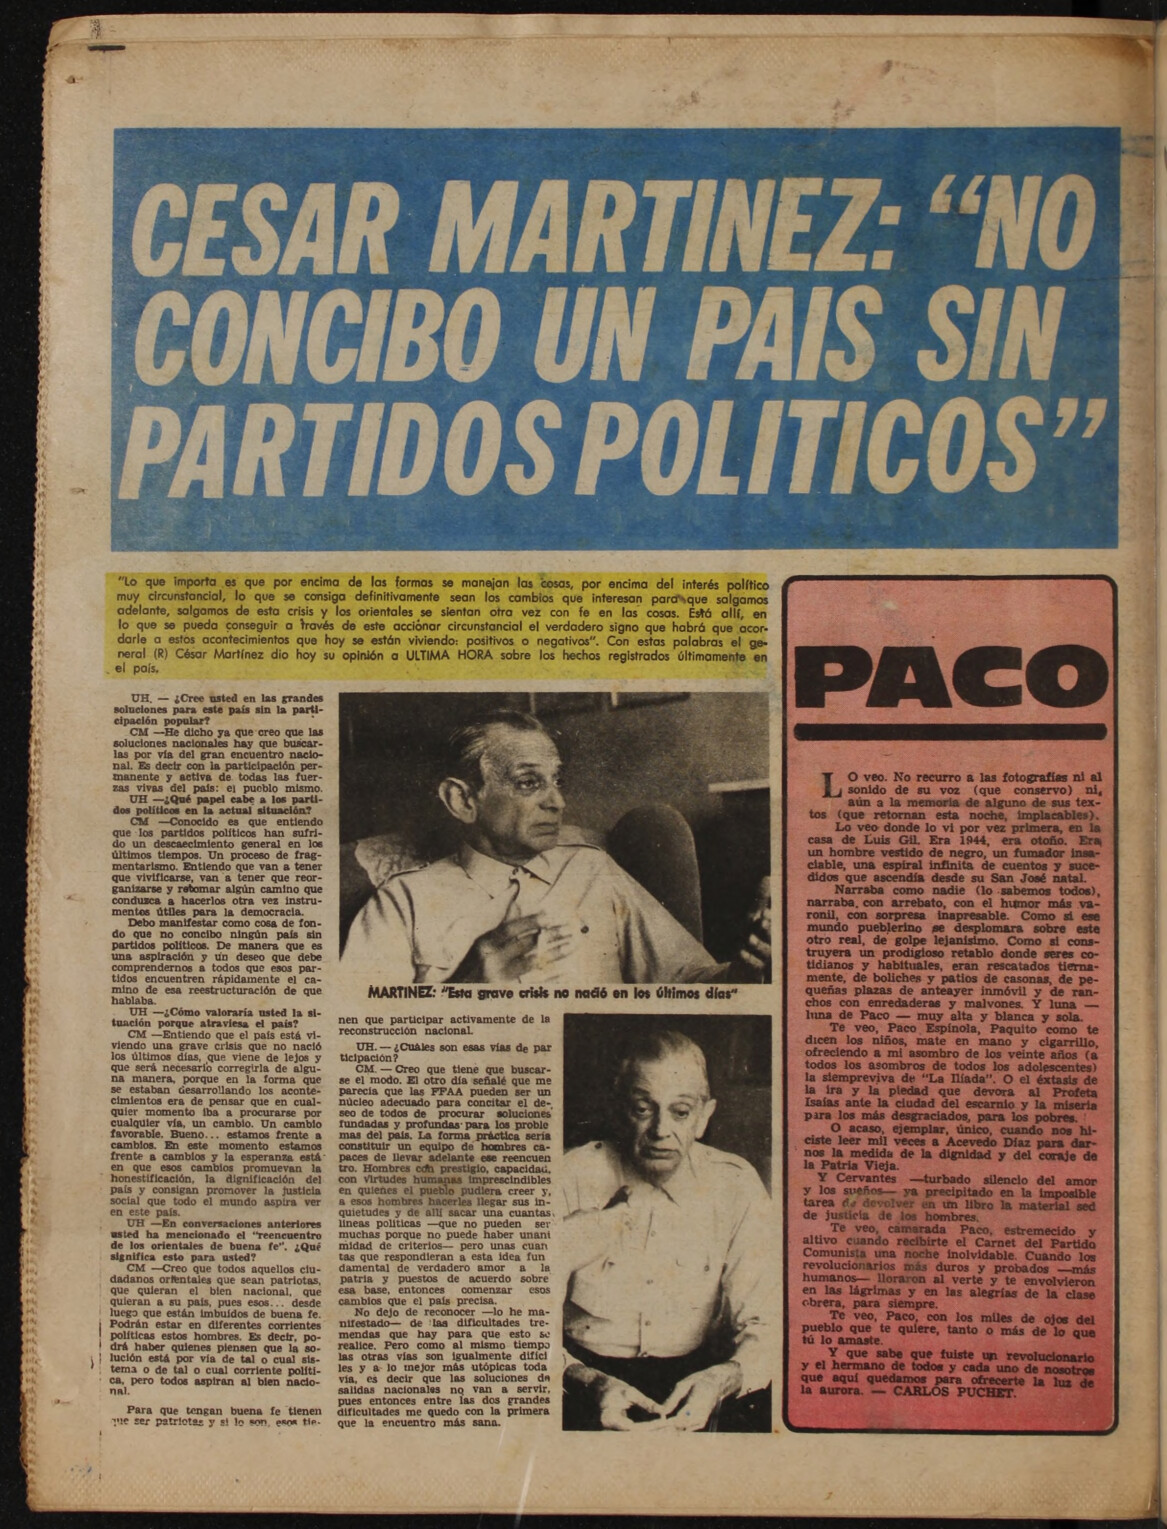 CESAR MARTINEZ: "NO
CONCIBO UN PAIS SIN
PARTIDOS POLITICOS"
"Lo que importa es que por encima de las formas se manejan las cosas, por encima del interés político
muy circunstancial, lo que se consiga definitivamente sean los cambios que interesan para que salgamos
adelante, salgamos de esta crisis y los orientales se sientan otra vez con fe en las cosas. Está allí, en
lo que se pueda conseguir a través de este acciónar circunstancial el verdadero signo que habrá que acor-
darle a estos acontecimientos que hoy se están viviendo: positivos o negativos". Con estas palabras el ge-
neral (R) César Martínez dio hoy su opinión a ULTIMA HORA sobre los hechos registrados últimamente en
el país.
UH. — ¿Cree usted en las grandes
soluciones para este país sin la parti-
cipación popular?
CM —He dicho ya que creo que las
soluciones nacionales hay que buscar-
las por vía del gran encuentro nacio-
nal. Es decir con la participación per-
manente y activa de todas las fuer-
zas vivas del país: el pueblo mismo.
UH —¿Qué papel cabe a los parti-
dos políticos en la actual situación?
CM —Conocido es que entiendo
que los partidos políticos han sufri-
do un descaecimiento general en los
últimos tiempos. Un proceso de frag-
mentarismo. Entiendo que van a tener
que vivificarse, van a tener que reor-
ganizarse y retomar algún camino que
conduzca a hacerlos otra vez instru-
mentos útiles para la democracia.
Debo manifestar como cosa de fon-
do que no concibo ningún país sin
partidos políticos. De manera que es
una aspiración y un deseo que debe
comprendernos a todos que esos par-
tidos encuentren rápidamente el ca-
mino de esa reestructuración de que
hablaba.
UH —¿Cómo valoraría usted la si-
tuación porque atraviesa el país?
CM —Entiendo que el país está vi-
viendo una grave crisis que no nació
los últimos días, que viene de lejos y
que será necesario corregirla de algu-
na manera, porque en la forma que
se estaban desarrollando los aconte-
cimientos era de pensar que en cual-
quier momento iba a procurarse por
cualquier vía, un cambio. Un cambio
favorable. Bueno... estamos frente a
cambios. En este momento estamos
frente a cambios y la esperanza está
en que esos cambios promuevan la
honestificación, la dignificación del
país y consigan promover la justicia
social que todo el mundo aspira ver
en este país.
UH —En conversaciones anteriores
usted ha mencionado el "reencuentro
de los orientales de buena fe". ¿Qué
significa esto para usted?
CM —Creo que todos aquellos ciu-
dadanos orientales que sean patriotas,
que quieran el bien nacional, que
quieran a su país, pues esos... desde
luego que están imbuidos de buena fe.
Podrán estar en diferentes corrientes
políticas estos hombres. Es decir, po-
drá haber quienes piensen que la so-
lución está por vía de tal o cual sis-
tema o de tal o cual corriente políti-
ca, pero todos aspiran al bien nacio-
nal.
Para que tengan buena fe tienen
que ser patriotas y si lo son, esos tie-
MARTINEZ: "Esta grave crisis no nació en los últimos días"
nen que participar activamente de la
reconstrucción nacional.
UH. — ¿Cuáles son esas vías de par
ticipación?
CM. — Creo que tiene que buscar-
se el modo. El otro día señalé que me
parecía que las FFAA pueden ser un
núcleo adecuado para concitar el de-
seo de todos de procurar soluciones
fundadas y profundas para los proble
mas del país. La forma práctica sería
constituir un equipo de hombres ca-
paces de llevar adelante ese reencuen
tro. Hombres con prestigio, capacidad,
con virtudes humanas imprescindibles
en quienes el pueblo pudiera creer y,
a esos hombres hacerles llegar sus in-
quietudes y de allí sacar una cuantas
líneas políticas —que no pueden ser
muchas porque no puede haber unani
midad de criterios— pero unas cuan
tas que respondieran a esta idea fun
damental de verdadero amor a la
patria y puestos de acuerdo sobre
esa base, entonces comenzar esos
cambios que el país precisa.
No dejo de reconocer —lo he ma-
nifestado— de las dificultades tre-
mendas que hay para que esto se
realice. Pero como al mismo tiempo
las otras vías son igualmente difíci
les y a lo mejor más utópicas toda
vía, es decir que las soluciones de
salidas nacionales no van a servir,
pues entonces entre las dos grandes
dificultades me quedo con la primera
que la encuentro más sana.
PACO
LO veo. No recurro a las fotografías ni al
sonido de su voz (que conservo) ni,
aún a la memoria de alguno de sus tex-
tos (que retornan esta noche, implacables).
Lo veo donde lo vi por vez primera, en la
casa de Luis Gil. Era 1944, era otoño. Era
un hombre vestido de negro, un fumador insa-
ciable, una espiral infinita de cuentos y suce-
didos que ascendía desde su San José natal.
Narraba como nadie (lo sabemos todos),
narraba, con arrebato, con el humor más va-
ronil, con sorpresa inapresable. Como si ese
mundo pueblerino se desplomara sobre este
otro real, de golpe lejanísimo. Como si cons-
truyera un prodigioso retablo donde seres co-
tidianos y habituales, eran rescatados tierna-
mente, de boliches y patios de casonas, de pe-
queñas plazas de anteayer inmóvil y de ran-
chos con enredaderas y malvones. Y luna —
luna de Paco — muy alta y blanca y sola.
Te veo, Paco Espínola, Paquito como te
dicen los niños, mate en mano y cigarrillo,
ofreciendo a mi asombro de los veinte años (a
todos los asombros de todos los adolescentes)
la siempreviva de "La Ilíada". O el éxtasis de
la ira y la piedad que devora al Profeta
Isaías ante la ciudad del escarnio y la miseria
para los más desgraciados, para los pobres.
O acaso, ejemplar, único, cuando nos hi-
ciste leer mil veces a Acevedo Díaz para dar-
nos la medida de la dignidad y del coraje de
la Patria Vieja.
Y Cervantes —turbado silencio del amor
y los sueños— ya precipitado en la imposible
tarea de devolver en un libro la material sed
de justicia de los hombres.
Te veo, camarada Paco, estremecido y
altivo cuando recibirte el Carnet del Partido
Comunista una noche inolvidable. Cuando los
revolucionarios más duros y probados —más
humanos— lloraron al verte y te envolvieron
en las lágrimas y en las alegrías de la clase
obrera, para siempre.
Te veo, Paco, con los miles de ojos del
pueblo que te quiere, tanto o más de lo que
tú lo amaste.
Y que sabe que fuiste un revolucionario
y el hermano de todos y cada uno de nosotros
que aquí quedamos para ofrecerte la luz de
la aurora. — CARLOS PUCHET.